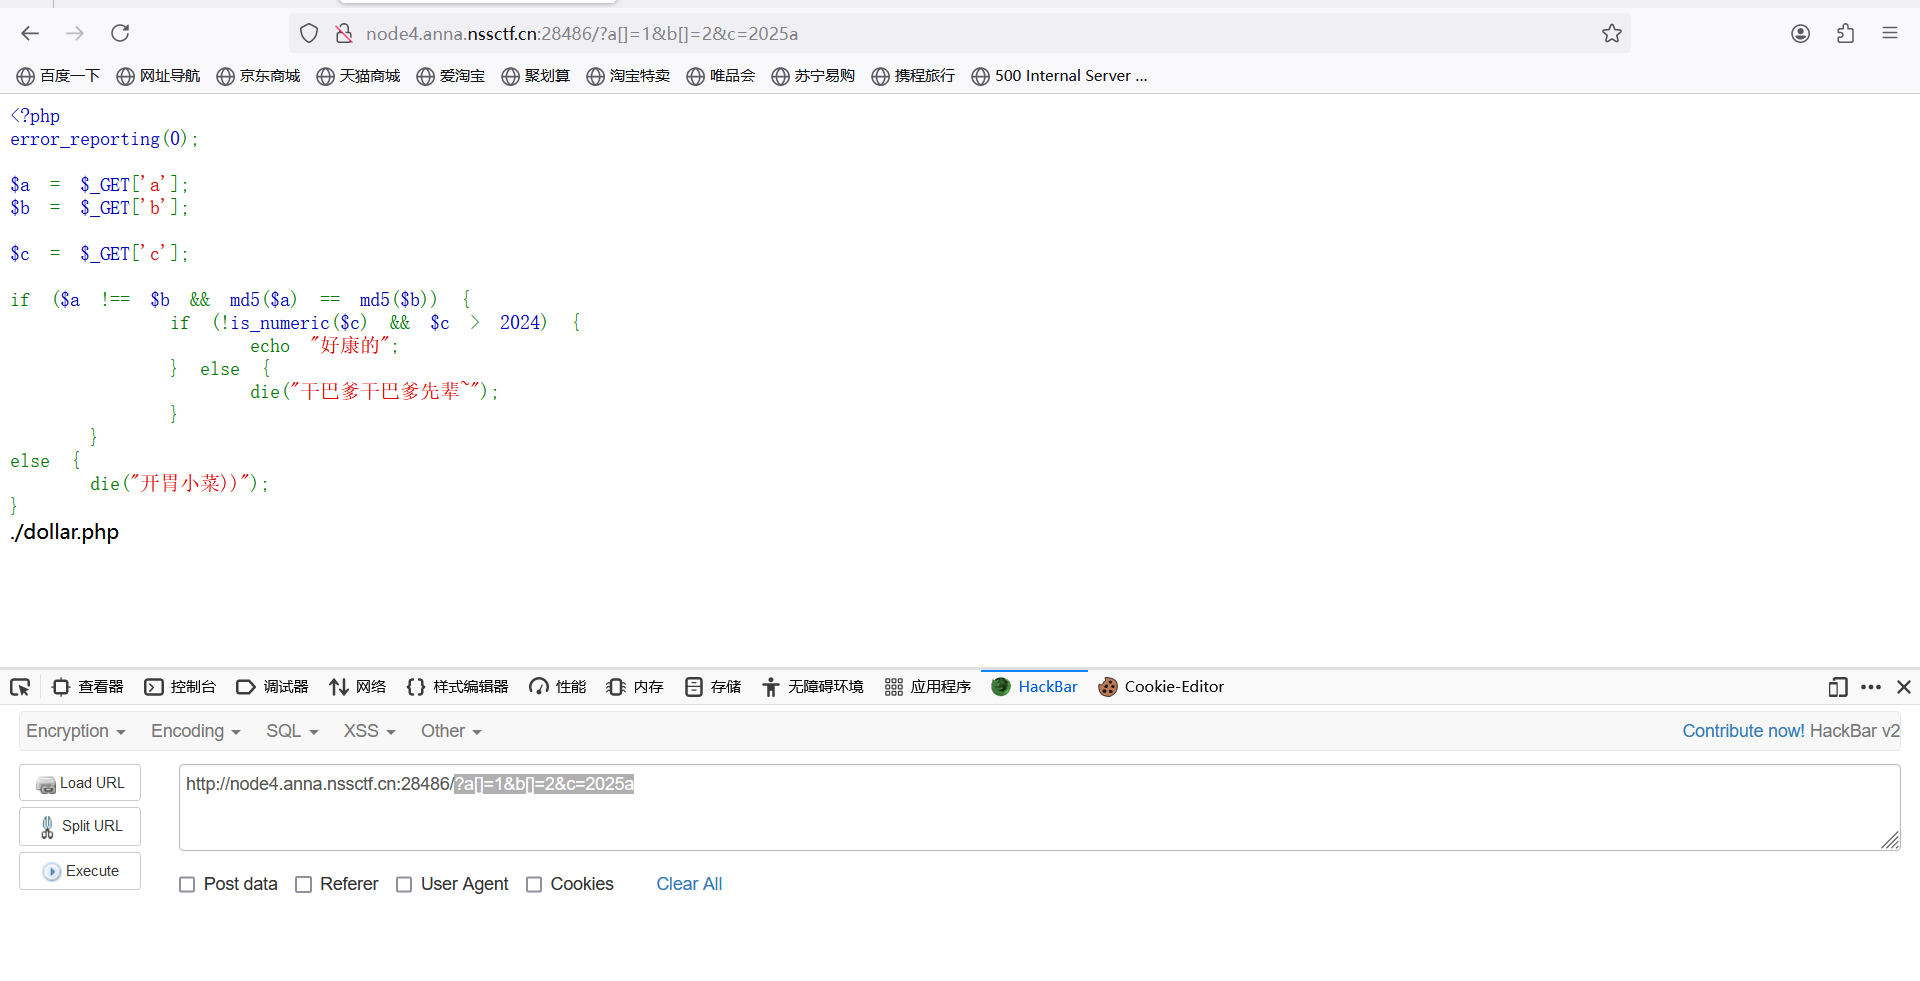 node4.anna.nssctf.cn:28486/?a[]=1&b[]=2&c=2025a
百度一下 网址导航 京东商城 天猫商城 爱淘宝 聚划算 淘宝特卖 唯品会 苏宁易购 携程旅行 500 Internal Server ...
<?php
error_reporting(0);
$a = $_GET['a'];
$b = $_GET['b'];
$c = $_GET['c'];
if ($a !== $b && md5($a) == md5($b)) {
if (!is_numeric($c) && $c > 2024) {
echo "好康的";
} else {
die("干巴爹干巴爹先辈~");
}
}
else {
die("开胃小菜))");
}
./dollar.php
查看器 控制台 调试器 网络 {} 样式编辑器 性能 内存 存储 无障碍环境 应用程序 HackBar Cookie-Editor
Encryption Encoding SQL XSS Other Contribute now! HackBar v2
Load URL http://node4.anna.nssctf.cn:28486/?a[]=1&b[]=2&c=2025a
Split URL
Execute
Post data Referer User Agent Cookies Clear All